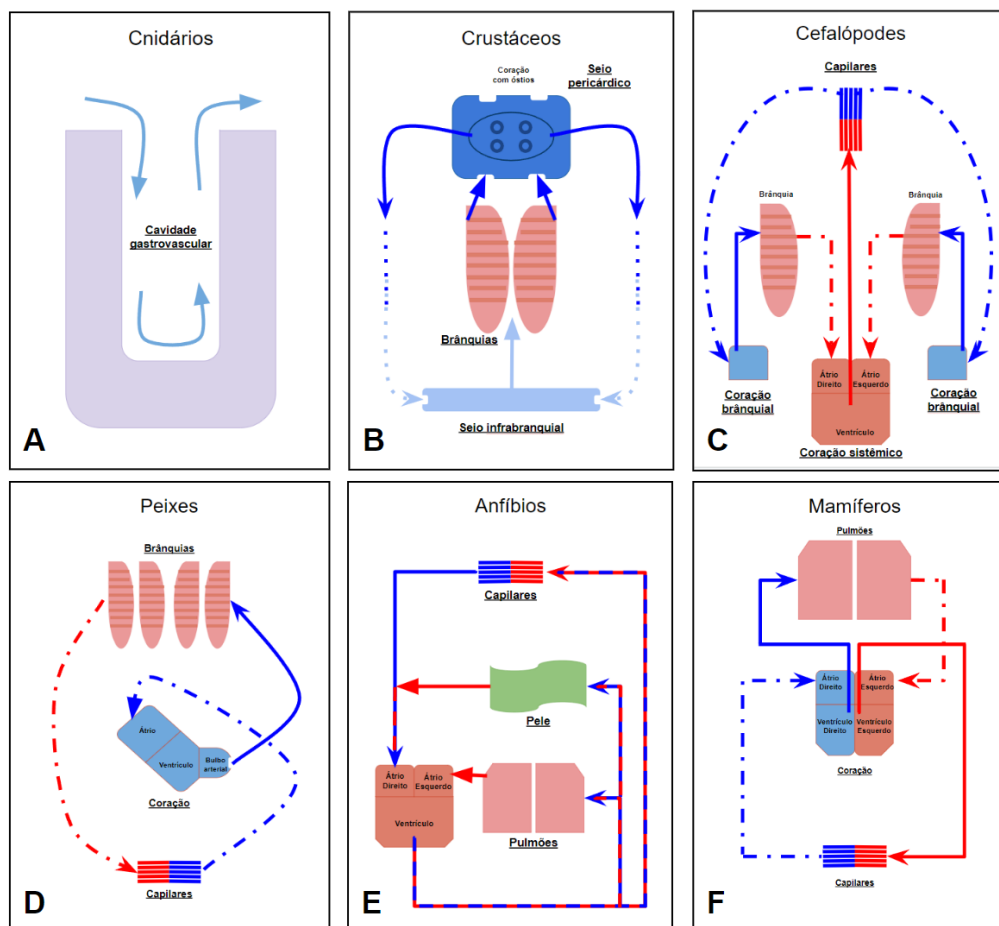 Cnidários
Cavidade
gastrovascular
A
Crustáceos
Coração
com óstios
Seio
pericárdico
Brânquias
Seio infrabranquial
B
Cefalópodes
Capilares
Brânquia
Brânquia
Átrio
Direito
Átrio
Esquerdo
Ventrículo
Coração
brânquial
Coração
brânquial
Coração sistêmico
C
Peixes
Brânquias
Átrio
Ventrículo
Bulbo
arterial
Coração
Capilares
D
Anfíbios
Capilares
Pele
Átrio
Direito
Átrio
Esquerdo
Ventrículo
Pulmões
E
Mamíferos
Pulmões
Átrio
Direito
Átrio
Esquerdo
Ventrículo
Direito
Ventrículo
Esquerdo
Coração
Capilares
F